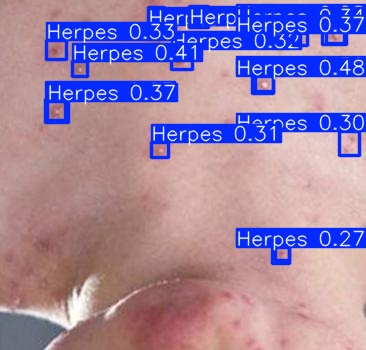 Herpes 0.37
Herpes 0.33
Herpes 0.32
Herpes 0.41
Herpes 0.48
Herpes 0.37
Herpes 0.30
Herpes 0.31
Herpes 0.27